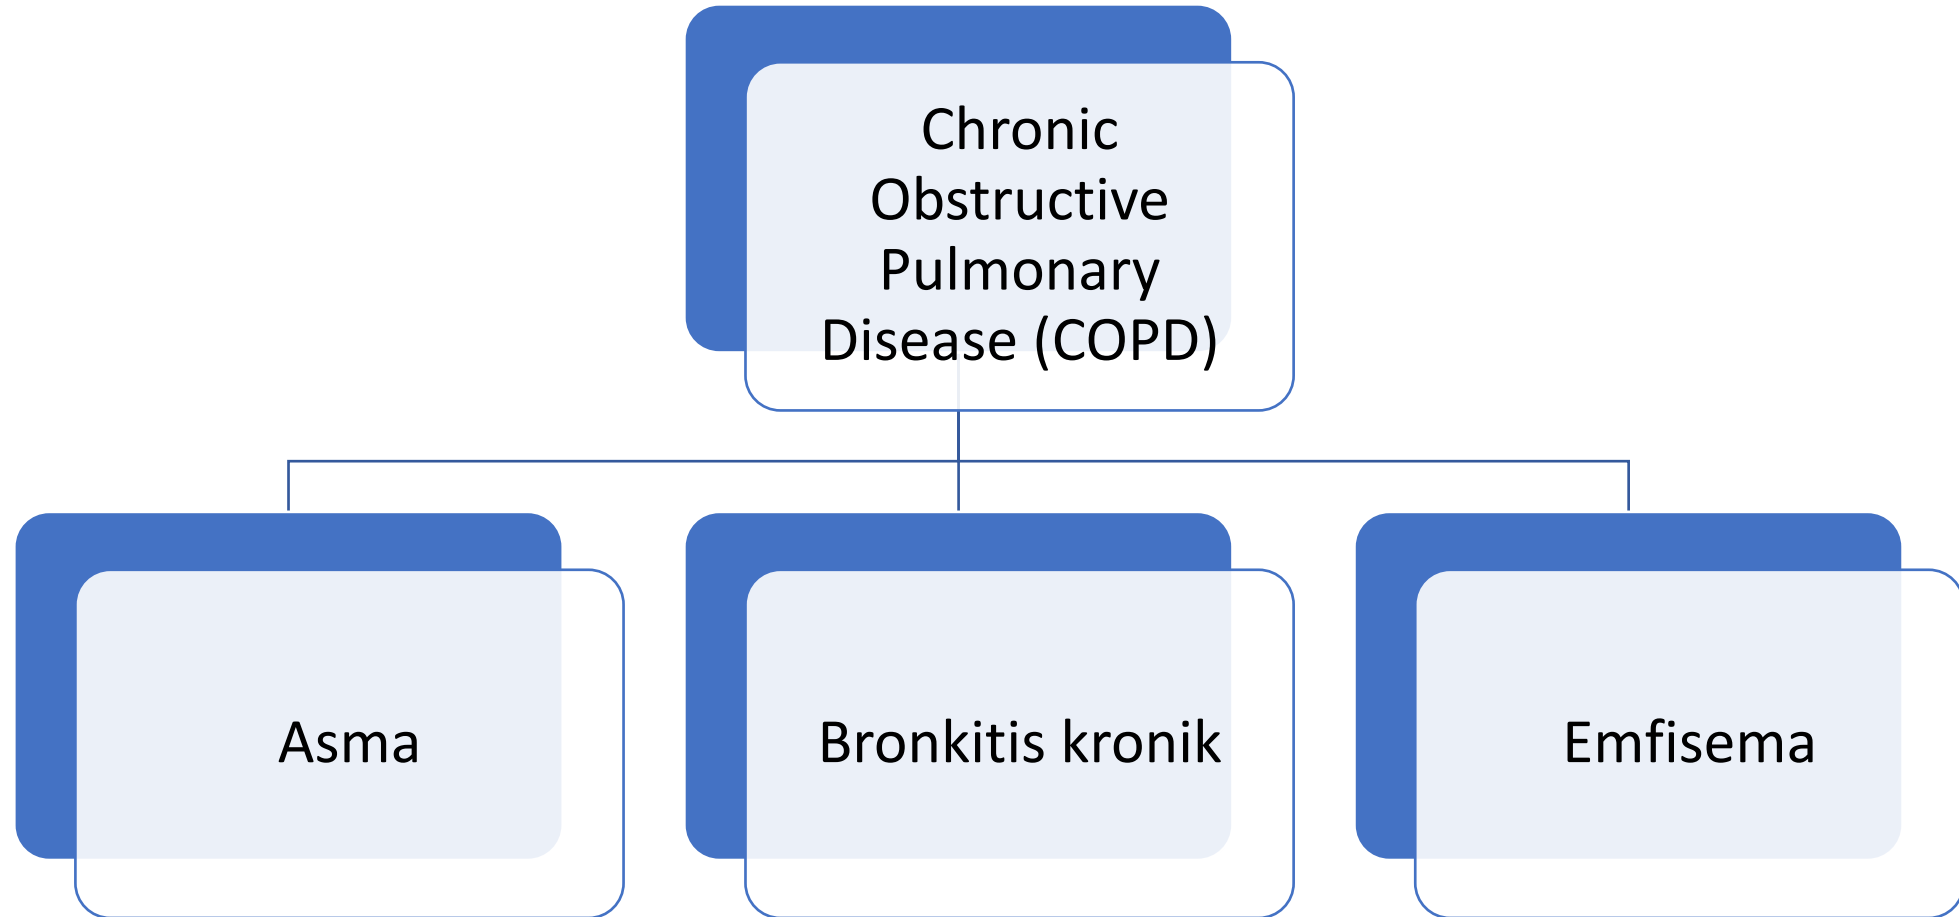 Chronic
Obstructive
Pulmonary
Disease (COPD)
Asma
Bronkitis kronik
Emfisema